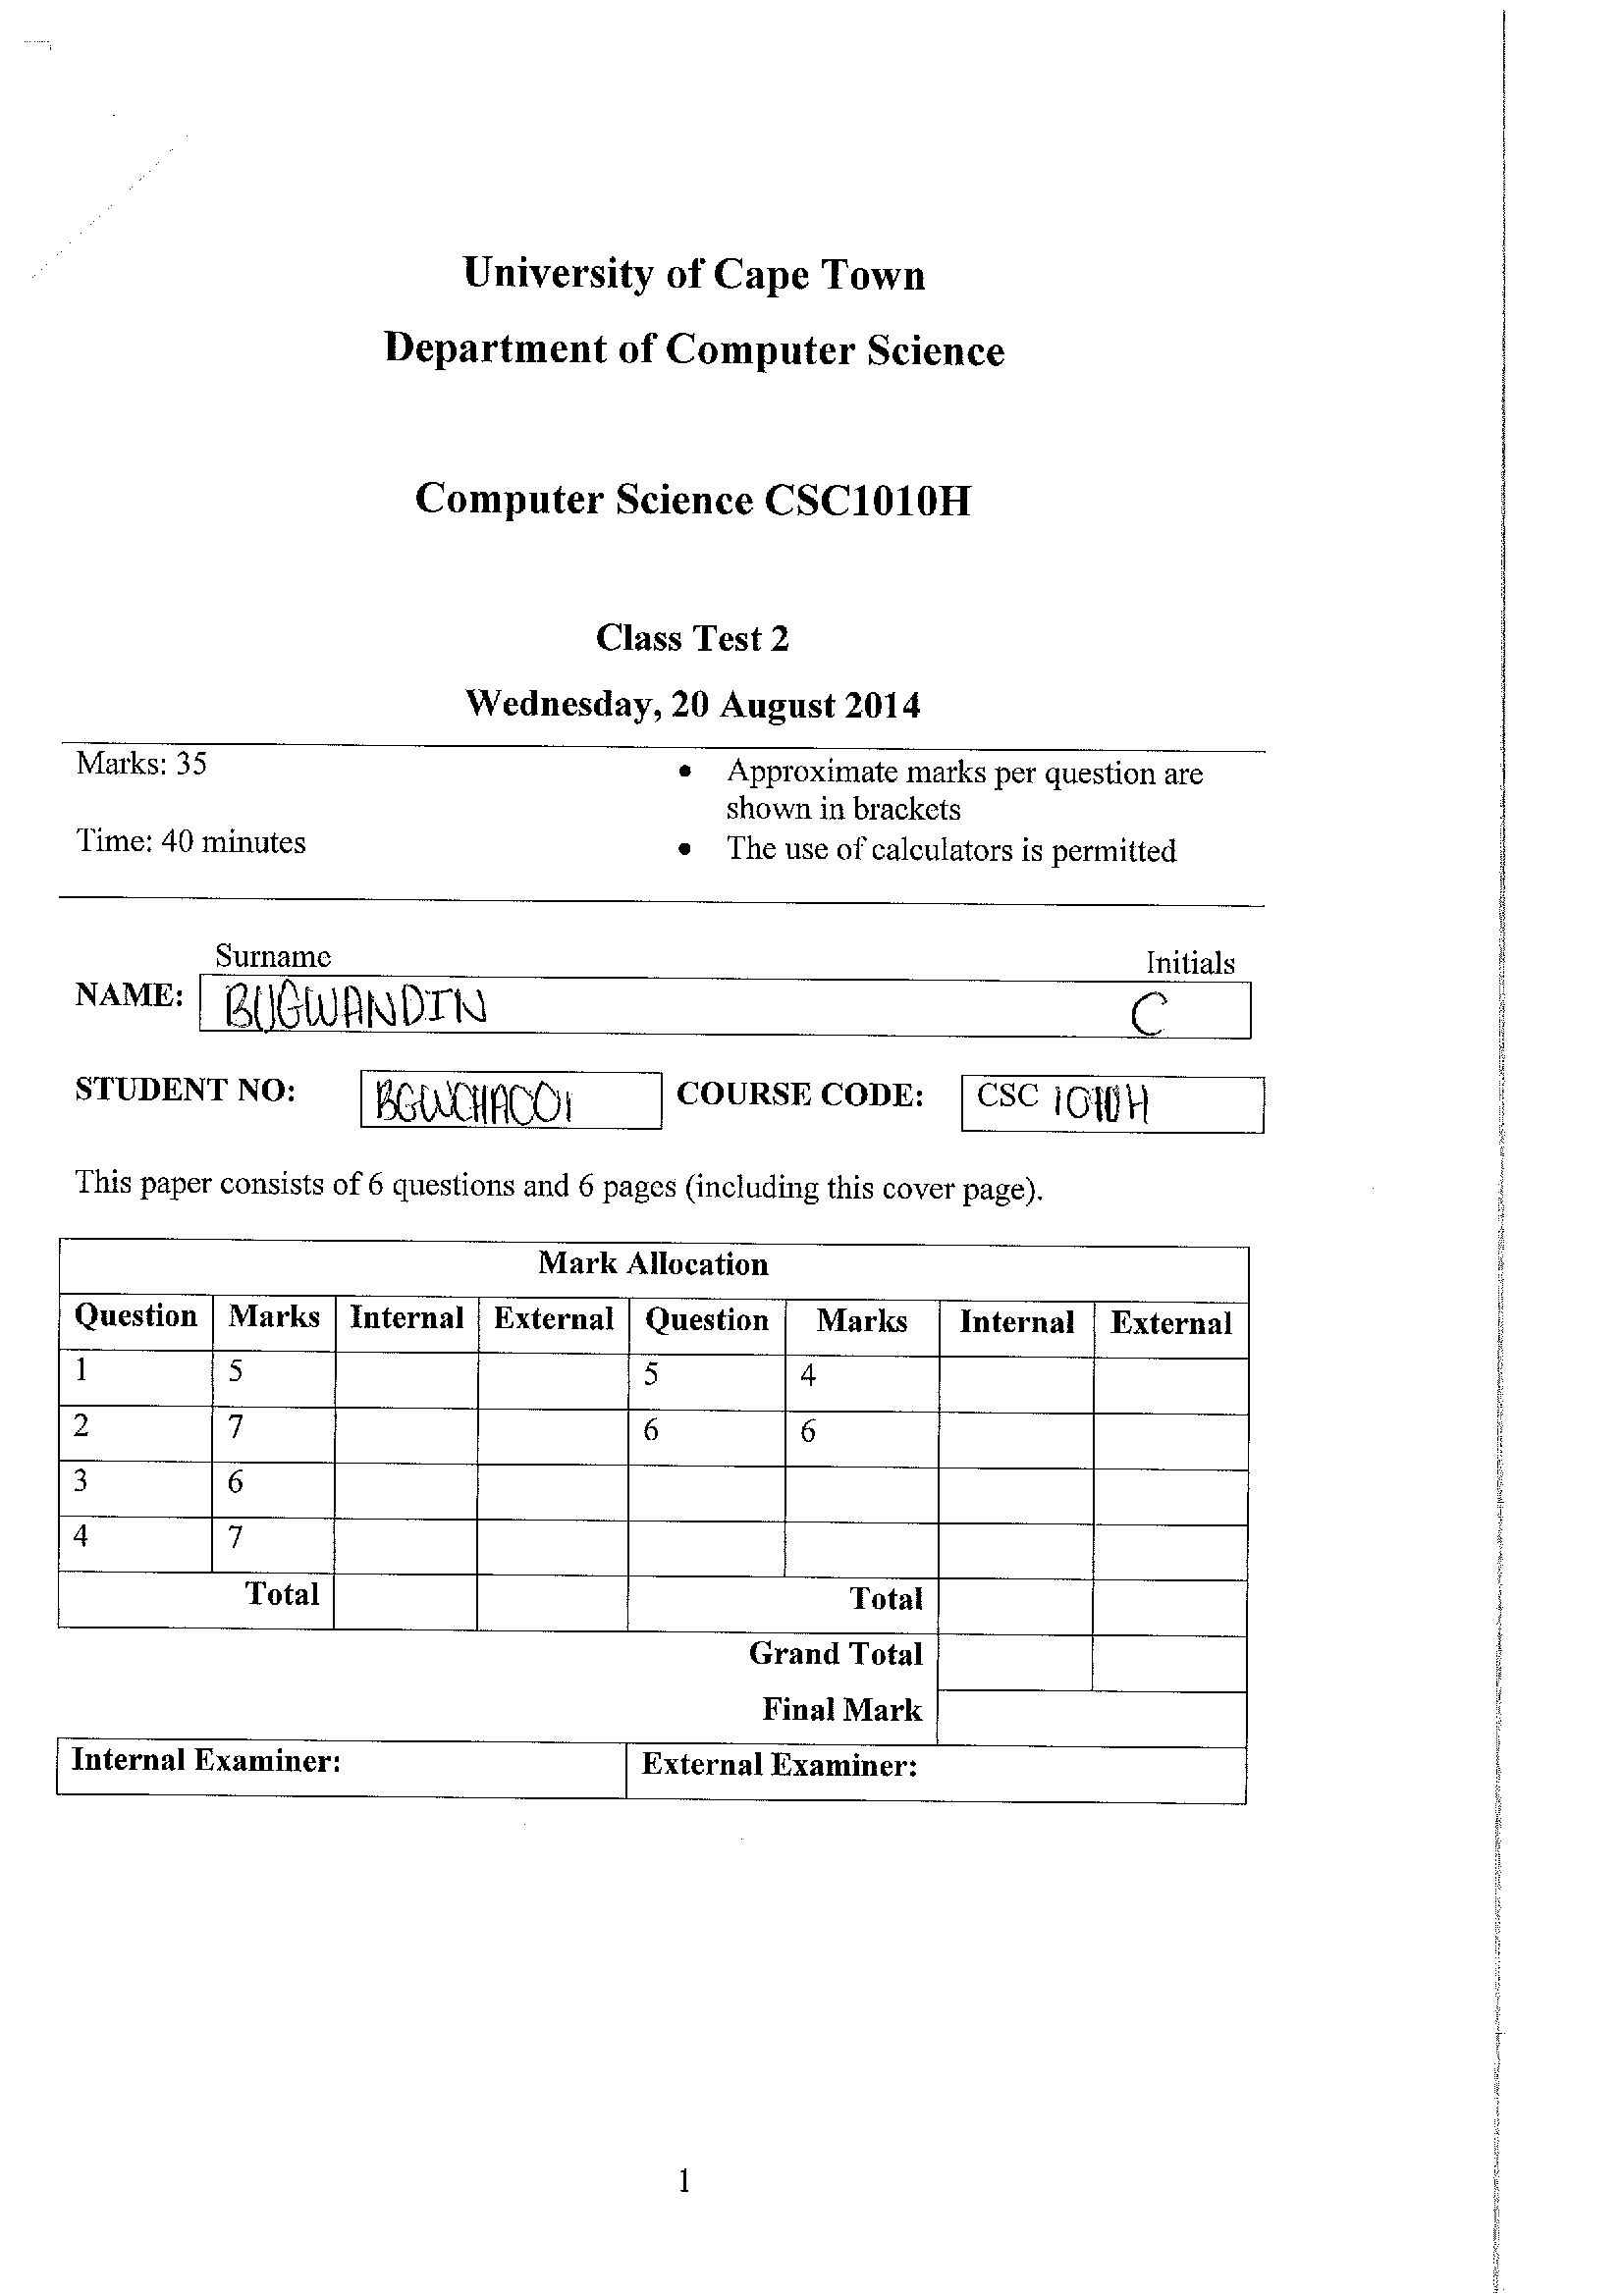 University of Cape Town
Department of Computer Science
Computer Science CSC1010H
Class Test 2
Wednesday, 20 August 2014
Marks: 35
• Approximate marks per question are
shown in brackets
Time: 40 minutes
• The use of calculators is permitted
Surname Initials
NAME: BUGWANDIN C
STUDENT NO: BGWCHA001 COURSE CODE: CSC 1010H
This paper consists of 6 questions and 6 pages (including this cover page).
Mark Allocation
Question Marks Internal External Question Marks Internal External
1 5 5 4
2 7 6 6
3 6
4 7
Total Total
Grand Total
Final Mark
Internal Examiner: External Examiner:
1